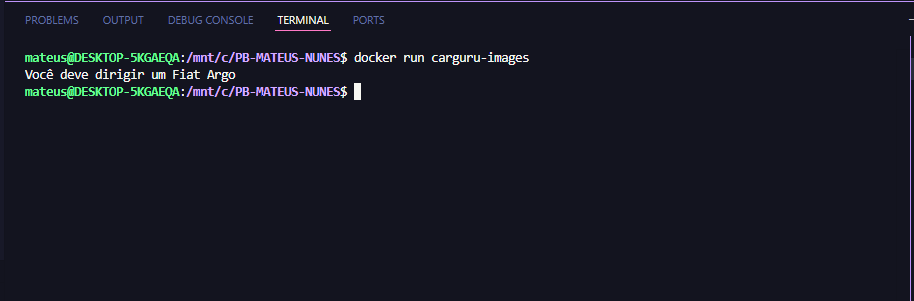 PROBLEMS OUTPUT DEBUG CONSOLE TERMINAL PORTS
mateus@DESKTOP-5KGAEQA:/mnt/c/PB-MATEUS-NUNES$ docker run carguru-images
Você deve dirigir um Fiat Argo
mateus@DESKTOP-5KGAEQA:/mnt/c/PB-MATEUS-NUNES$